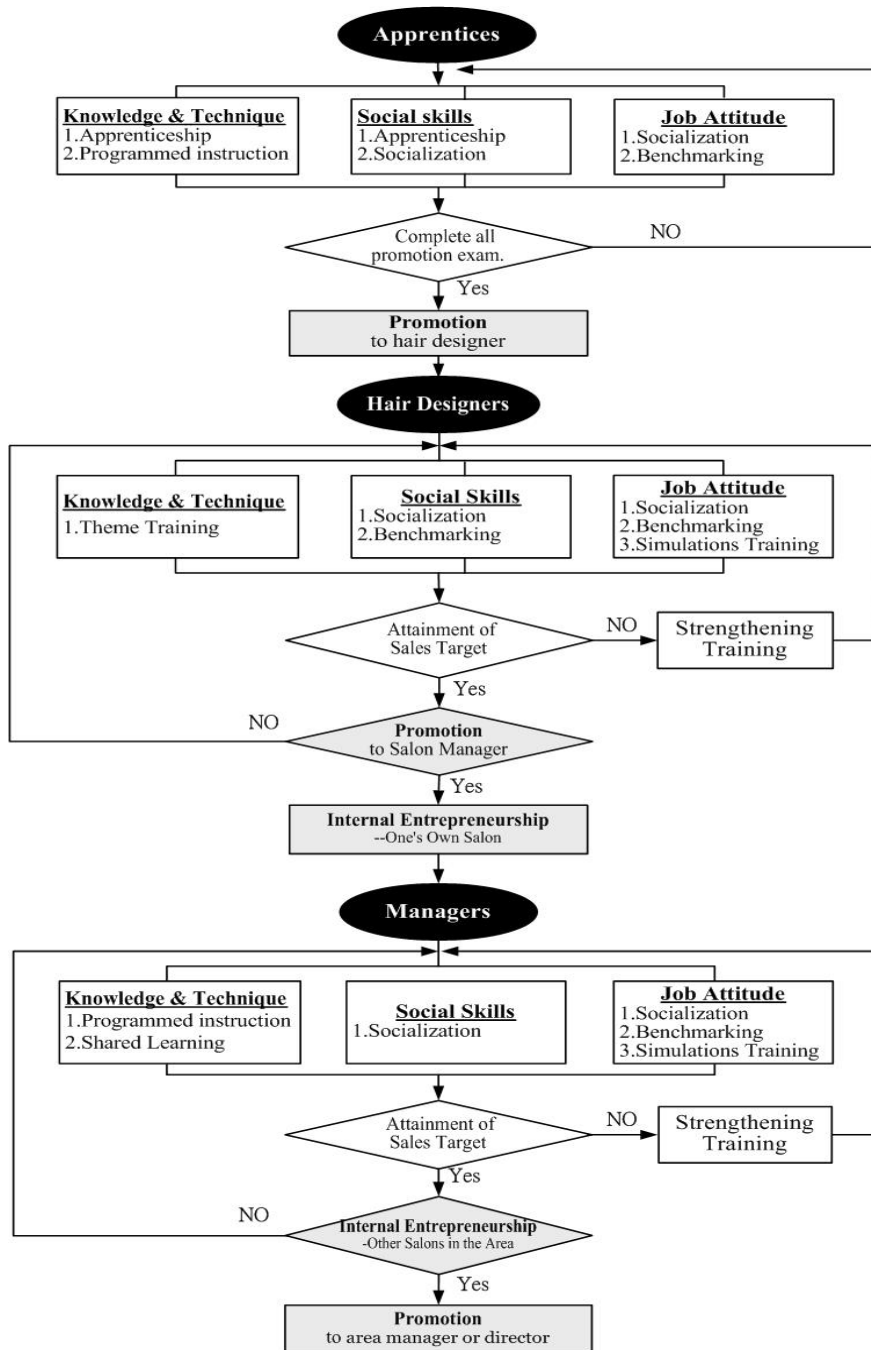 Apprentices
Knowledge & Technique
1.Apprenticeship
2.Programmed instruction
Social skills
1.Apprenticeship
2.Socialization
Job Attitude
1.Socialization
2.Benchmarking
Complete all
promotion exam.
NO
Yes
Promotion
to hair designer
Hair Designers
Knowledge & Technique
1.Theme Training
Social Skills
1.Socialization
2.Benchmarking
Job Attitude
1.Socialization
2.Benchmarking
3.Simulations Training
Attainment of
Sales Target
NO
Strengthening
Training
Yes
NO
Promotion
to Salon Manager
Yes
Internal Entrepreneurship
--One's Own Salon
Managers
Knowledge & Technique
1.Programmed instruction
2.Shared Learning
Social Skills
1.Socialization
Job Attitude
1.Socialization
2.Benchmarking
3.Simulations Training
Attainment of
Sales Target
NO
Strengthening
Training
Yes
NO
Internal Entrepreneurship
-Other Salons in the Area
Yes
Promotion
to area manager or director